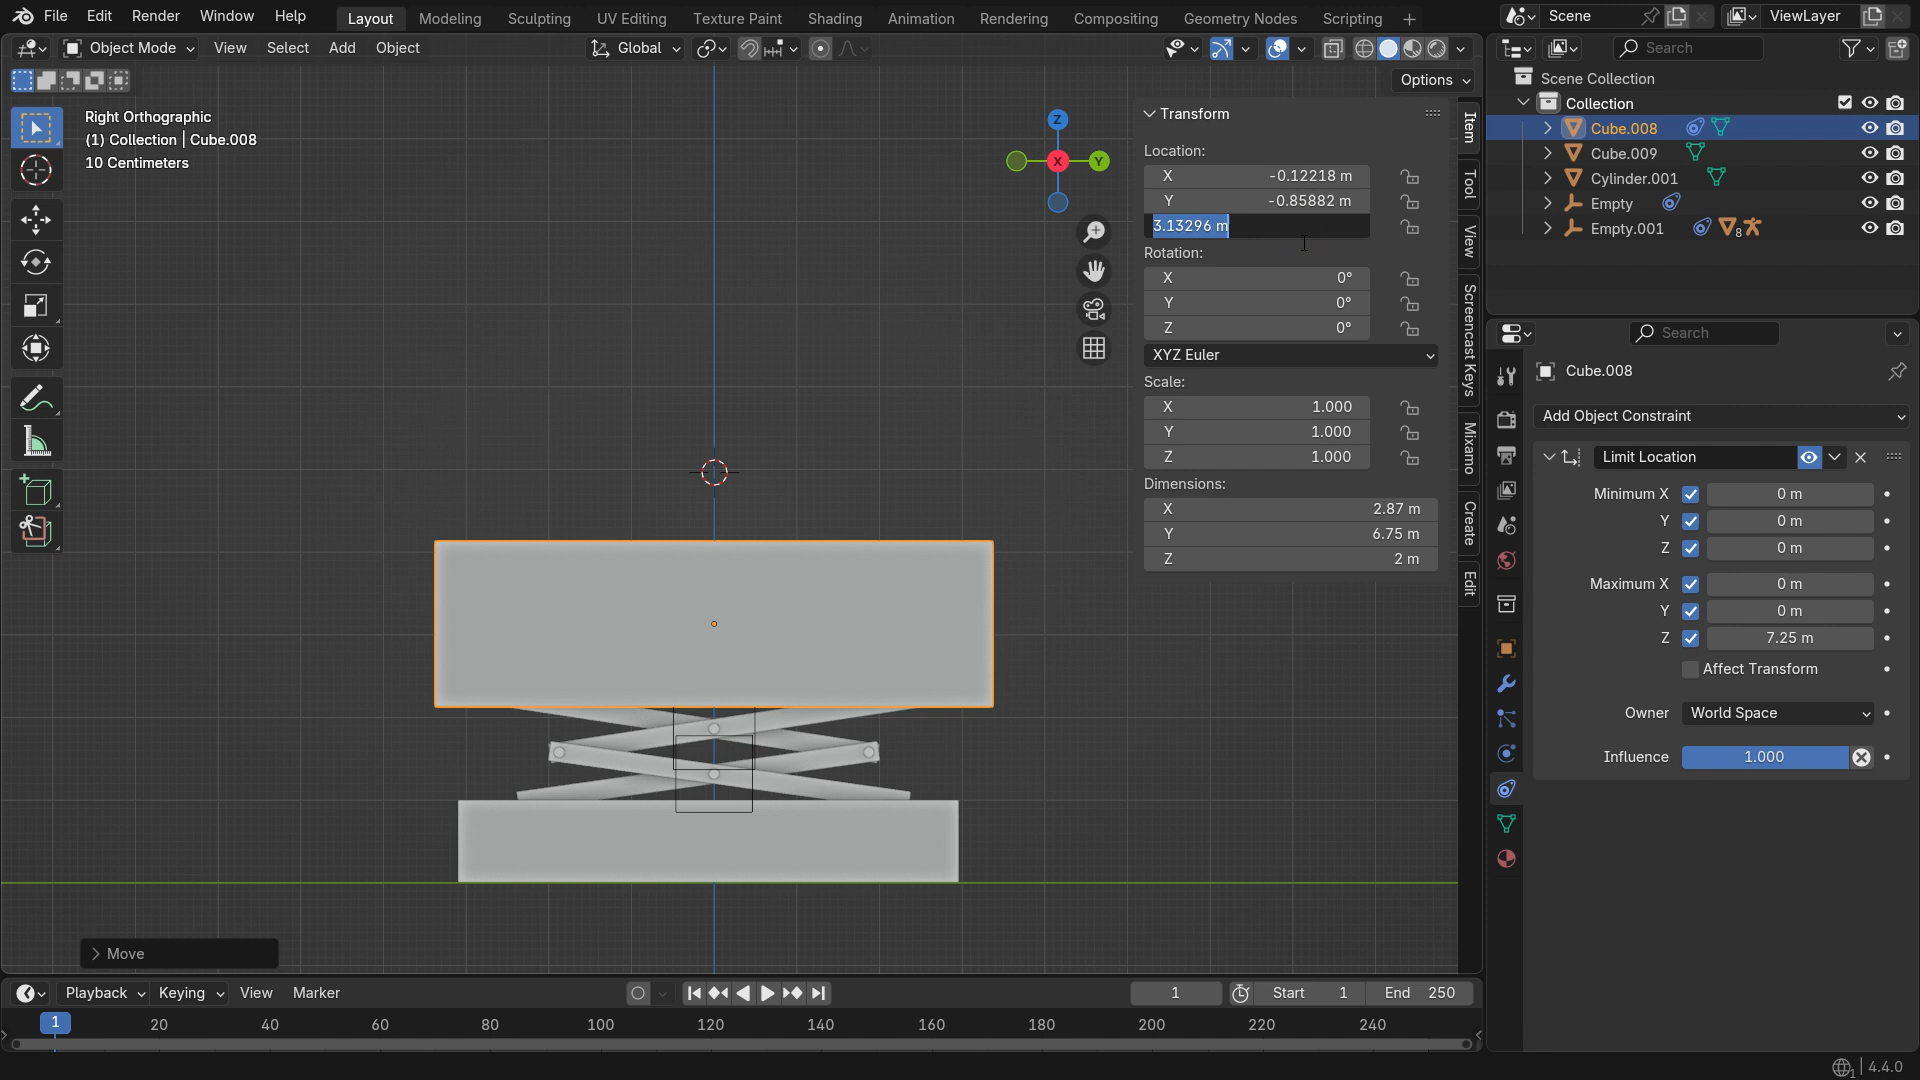 File Edit Render Window Help Layout Modeling Sculpting UV Editing Texture Paint Shading Animation Rendering Compositing Geometry Nodes Scripting + Scene ViewLayer
Object Mode View Select Add Object Global
Options
Right Orthographic
(1) Collection | Cube.008
10 Centimeters
Z
X
Y
Transform
Location:
X -0.12218 m
Y -0.85882 m
3.13296 m
Rotation:
X 0°
Y 0°
Z 0°
XYZ Euler
Scale:
X 1.000
Y 1.000
Z 1.000
Dimensions:
X 2.87 m
Y 6.75 m
Z 2 m
Item
Tool
View
Screencast Keys
Mixamo
Create
Edit
Move
Search
Scene Collection
Collection
Cube.008
Cube.009
Cylinder.001
Empty
Empty.001 8
Search
Cube.008
Add Object Constraint
Limit Location
Minimum X 0 m
Y 0 m
Z 0 m
Maximum X 0 m
Y 0 m
Z 7.25 m
Affect Transform
Owner World Space
Influence 1.000
Playback Keying View Marker 1 Start 1 End 250
1 20 40 60 80 100 120 140 160 180 200 220 240
1 4.4.0